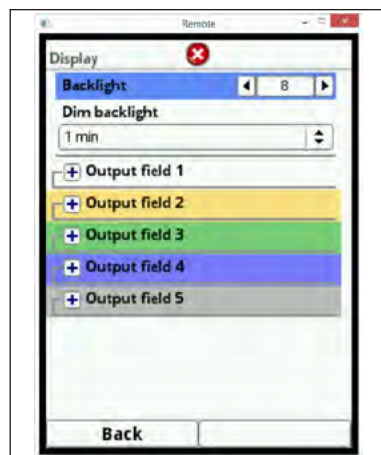 Remote
Display
Backlight 8
Dim backlight
1 min
Output field 1
Output field 2
Output field 3
Output field 4
Output field 5
Back